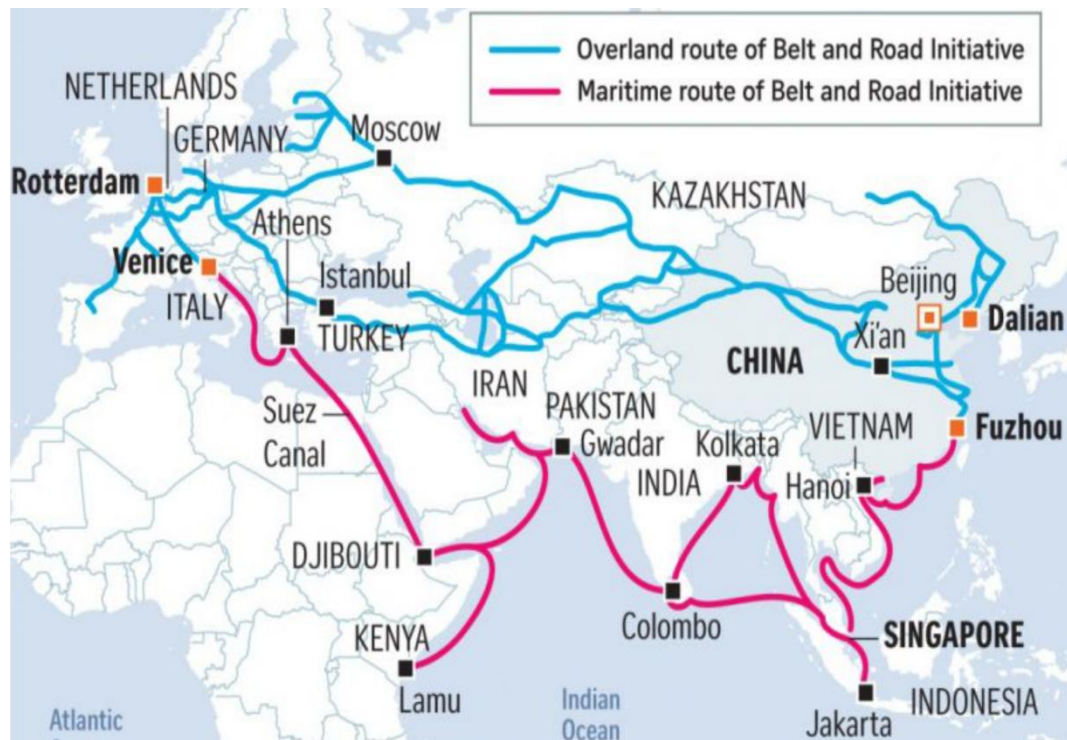 Overland route of Belt and Road Initiative
Maritime route of Belt and Road Initiative
NETHERLANDS
GERMANY
Moscow
Rotterdam
KAZAKHSTAN
Athens
Venice
Istanbul
Beijing
ITALY
TURKEY
Dalian
Xi'an
CHINA
IRAN
Suez
Canal
PAKISTAN
Gwadar
Kolkata
VIETNAM
Fuzhou
INDIA
Hanoi
DJIBOUTI
Colombo
KENYA
SINGAPORE
Lamu
INDONESIA
Jakarta
Atlantic
Indian
Ocean